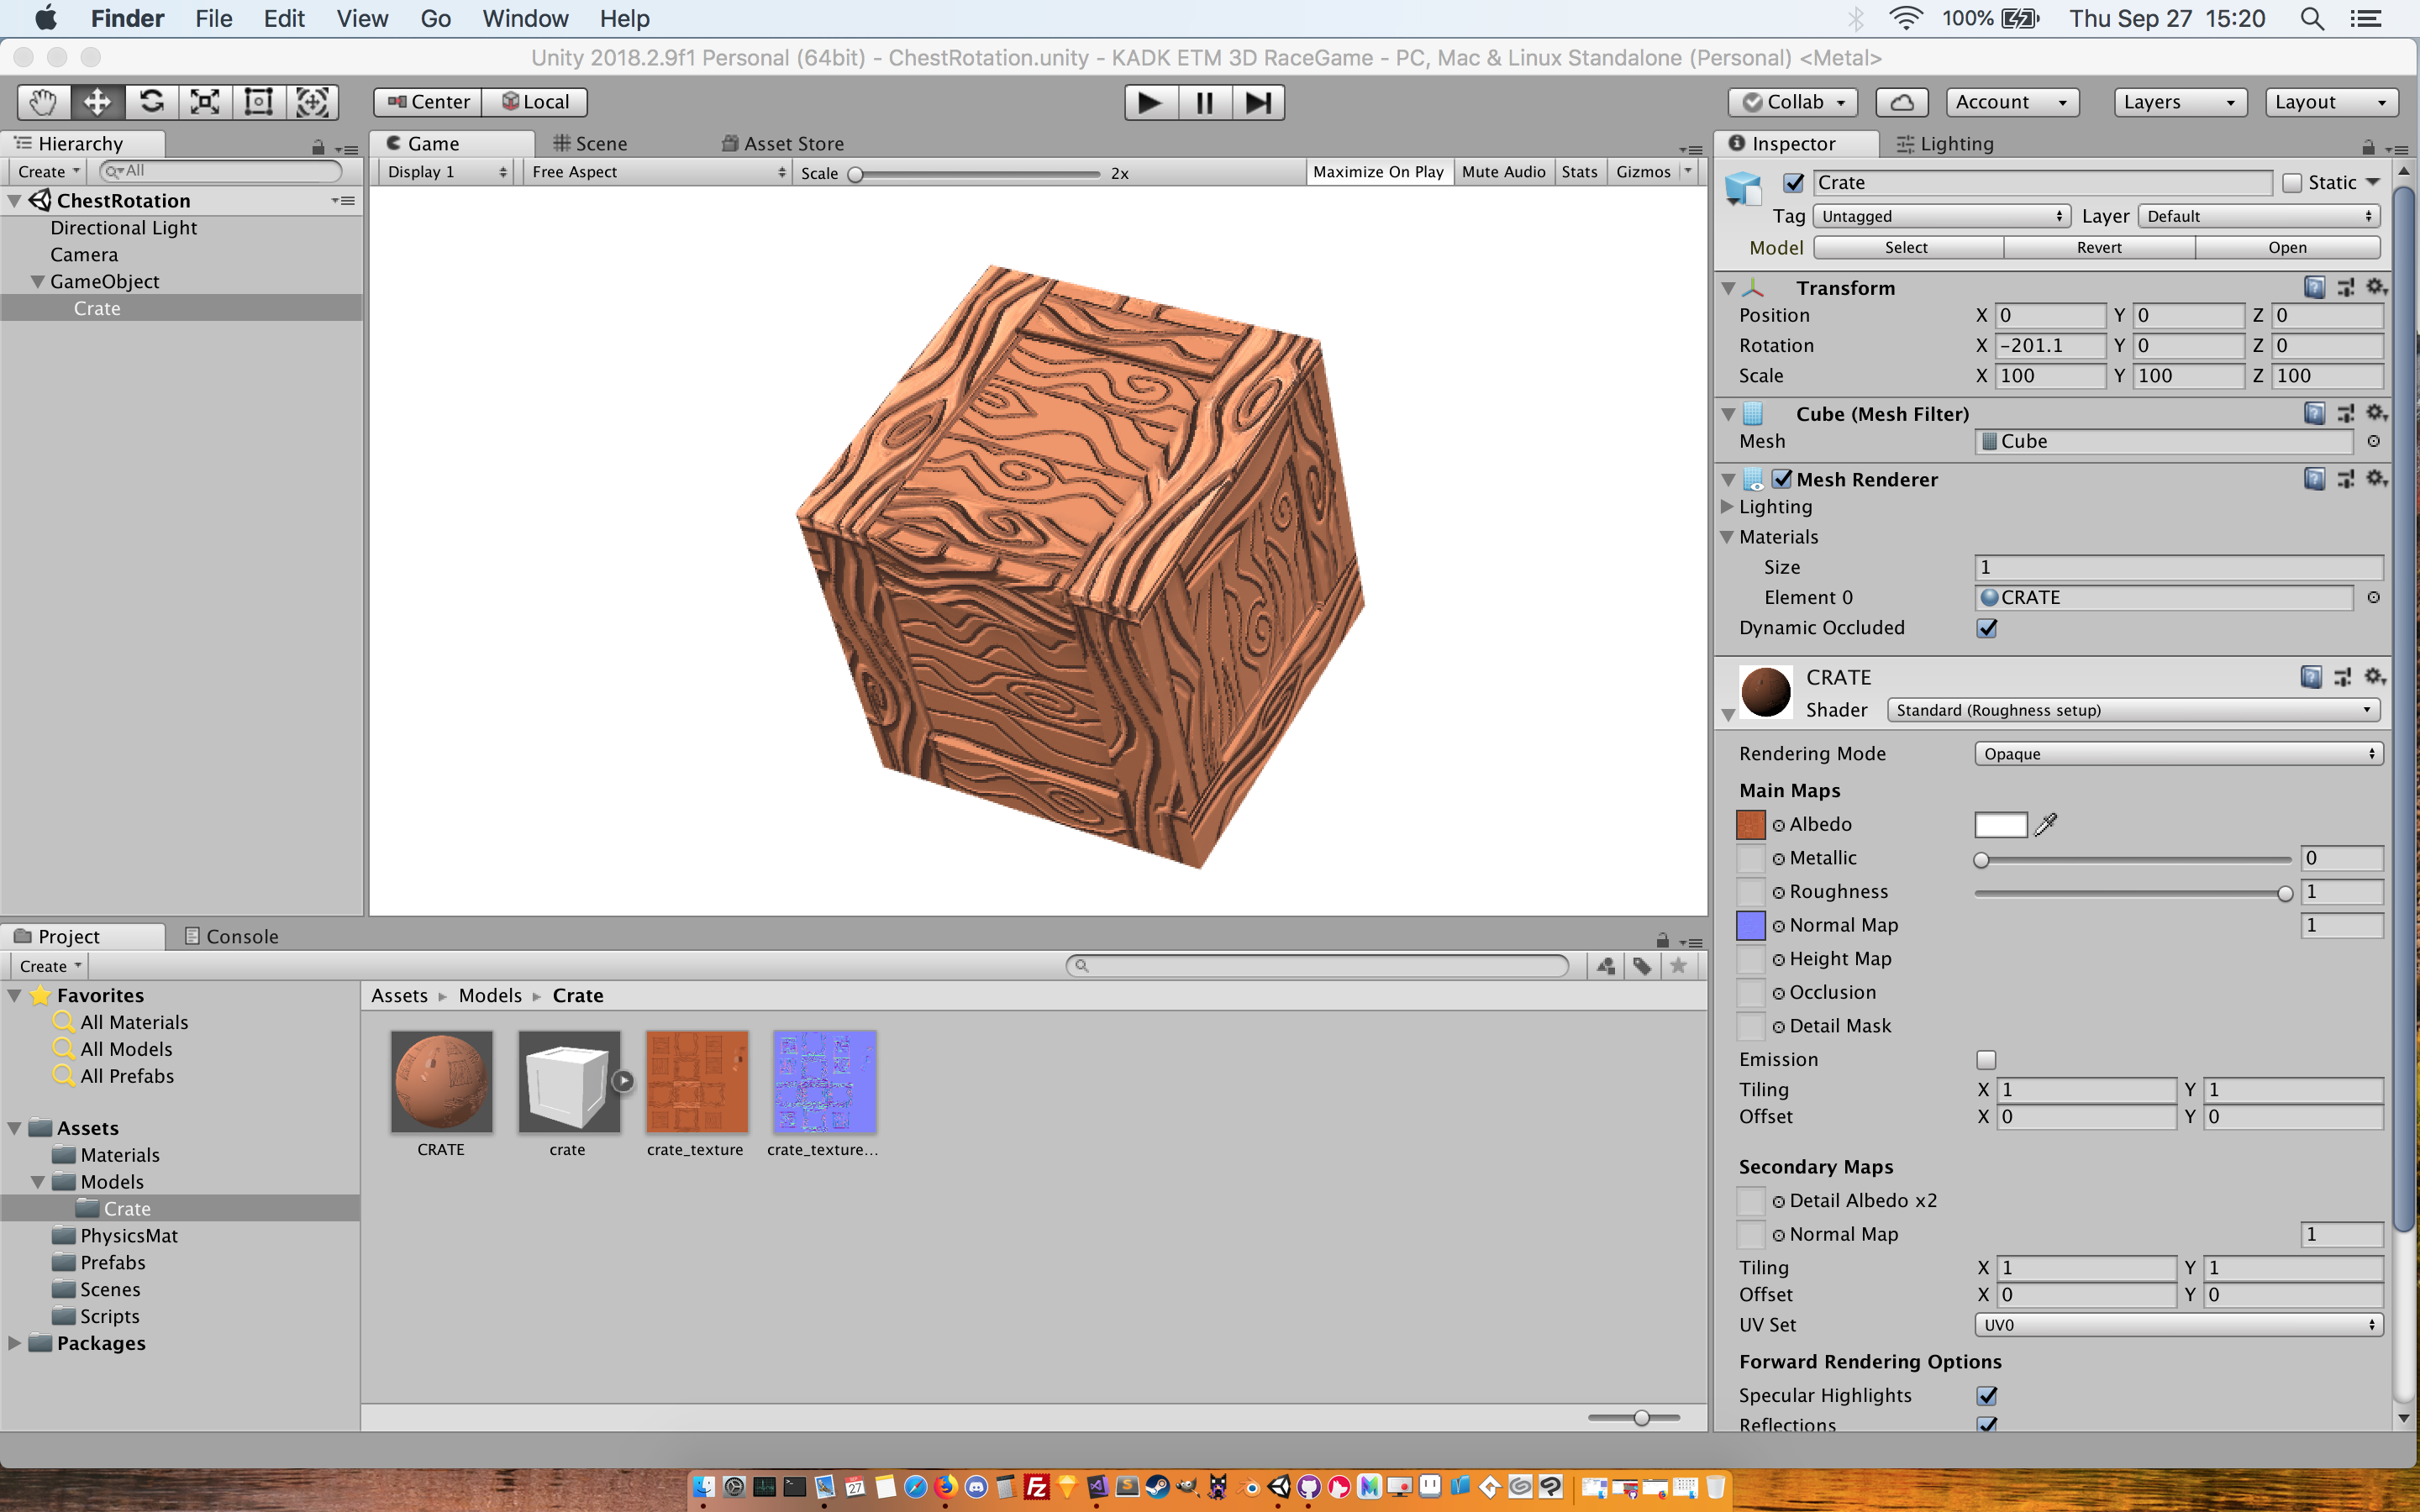 Finder File Edit View Go Window Help 100% Thu Sep 27 15:20
Unity 2018.2.9f1 Personal (64bit) - ChestRotation.unity - KADK ETM 3D RaceGame - PC, Mac & Linux Standalone (Personal) <Metal>
Center Local Collab Account Layers Layout
Hierarchy
Create All
ChestRotation
Directional Light
Camera
GameObject
Crate
Game Scene Asset Store
Display 1 Free Aspect Scale 2x Maximize On Play Mute Audio Stats Gizmos
Inspector Lighting
Crate Static
Tag Untagged Layer Default
Model Select Revert Open
Transform
Position X 0 Y 0 Z 0
Rotation X -201.1 Y 0 Z 0
Scale X 100 Y 100 Z 100
Cube (Mesh Filter)
Mesh Cube
Mesh Renderer
Lighting
Materials
Size 1
Element 0 CRATE
Dynamic Occluded
CRATE
Shader Standard (Roughness setup)
Rendering Mode Opaque
Main Maps
Albedo
Metallic 0
Roughness 1
Normal Map 1
Height Map
Occlusion
Detail Mask
Emission
Tiling X 1 Y 1
Offset X 0 Y 0
Secondary Maps
Detail Albedo x2
Normal Map 1
Tiling X 1 Y 1
Offset X 0 Y 0
UV Set UV0
Forward Rendering Options
Specular Highlights
Reflections
Project Console
Create
Favorites
All Materials
All Models
All Prefabs
Assets
Materials
Models
Crate
PhysicsMat
Prefabs
Scenes
Scripts
Packages
Assets Models Crate
CRATE crate crate_texture crate_texture...
27
FZ